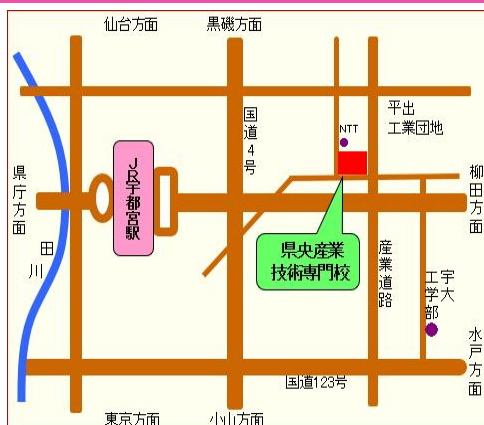 仙台方面
黒磯方面
国道4号
NTT
平出
工業団地
JR宇都宮駅
県庁方面
柳田方面
県央産業
技術専門校
田川
産業道路
宇大
工学部
水戸方面
国道123号
東京方面
小山方面